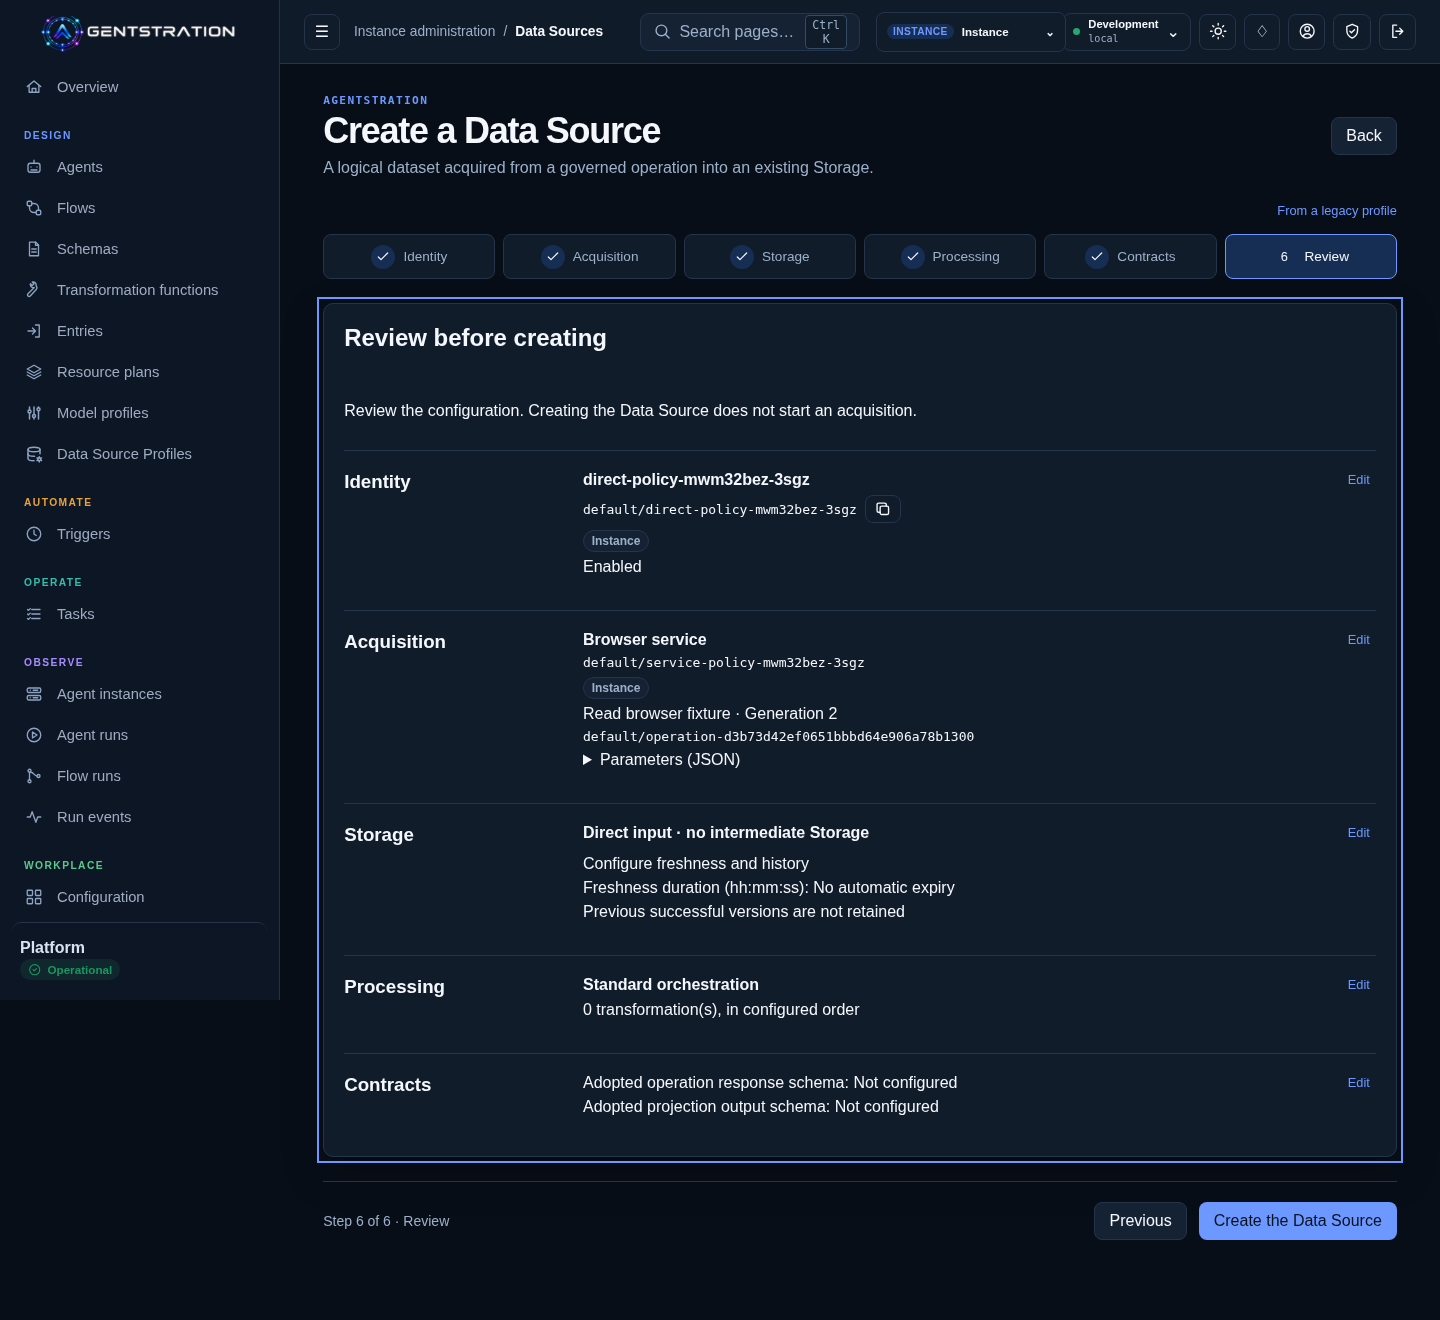 GENTSTRATION
Overview
DESIGN
Agents
Flows
Schemas
Transformation functions
Entries
Resource plans
Model profiles
Data Source Profiles
AUTOMATE
Triggers
OPERATE
Tasks
OBSERVE
Agent instances
Agent runs
Flow runs
Run events
WORKPLACE
Configuration
Platform
Operational
Instance administration / Data Sources
Search pages…
Ctrl
K
INSTANCE Instance
Development
local
AGENTSTRATION
Create a Data Source
Back
A logical dataset acquired from a governed operation into an existing Storage.
From a legacy profile
Identity
Acquisition
Storage
Processing
Contracts
6 Review
Review before creating
Review the configuration. Creating the Data Source does not start an acquisition.
Identity
direct-policy-mwm32bez-3sgz
Edit
default/direct-policy-mwm32bez-3sgz
Instance
Enabled
Acquisition
Browser service
Edit
default/service-policy-mwm32bez-3sgz
Instance
Read browser fixture · Generation 2
default/operation-d3b73d42ef0651bbbd64e906a78b1300
Parameters (JSON)
Storage
Direct input · no intermediate Storage
Edit
Configure freshness and history
Freshness duration (hh:mm:ss): No automatic expiry
Previous successful versions are not retained
Processing
Standard orchestration
Edit
0 transformation(s), in configured order
Contracts
Adopted operation response schema: Not configured
Edit
Adopted projection output schema: Not configured
Step 6 of 6 · Review
Previous
Create the Data Source